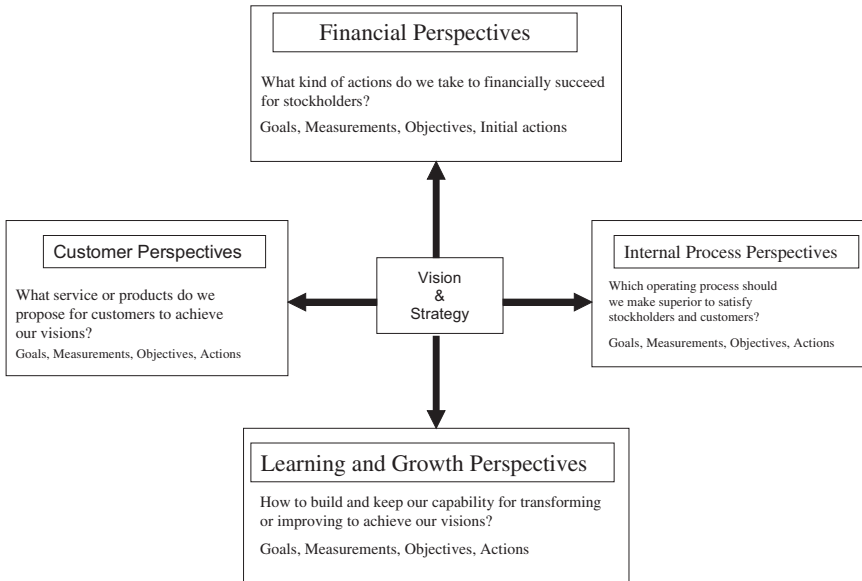 Financial Perspectives
What kind of actions do we take to financially succeed
for stockholders?
Goals, Measurements, Objectives, Initial actions
Customer Perspectives
What service or products do we
propose for customers to achieve
our visions?
Goals, Measurements, Objectives, Actions
Vision
&
Strategy
Internal Process Perspectives
Which operating process should
we make superior to satisfy
stockholders and customers?
Goals, Measurements, Objectives, Actions
Learning and Growth Perspectives
How to build and keep our capability for transforming
or improving to achieve our visions?
Goals, Measurements, Objectives, Actions